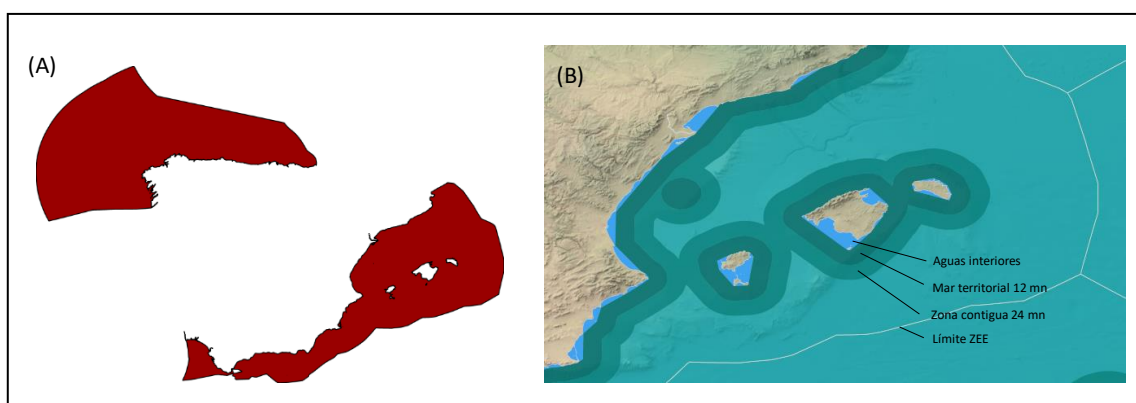 (A)
(B)
Aguas interiores
Mar territorial 12 mn
Zona contigua 24 mn
Límite ZEE